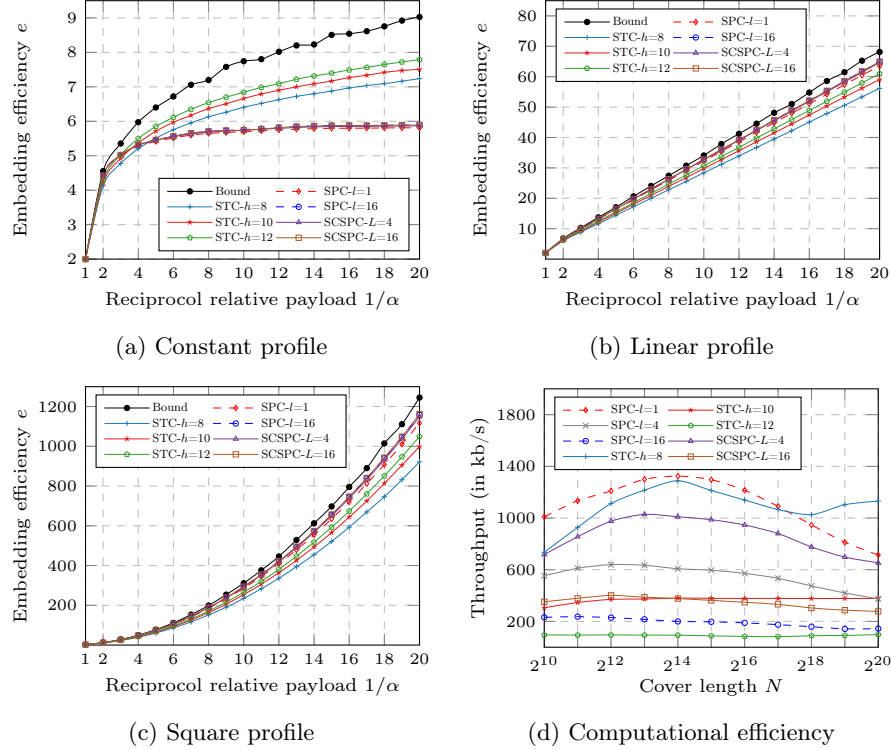 Embedding efficiency e
9
8
7
6
5
4
3
2
1 2 4 6 8 10 12 14 16 18 20
Bound
STC-h=8
STC-h=10
STC-h=12
SPC-l=1
SPC-l=16
SCSPC-L=4
SCSPC-L=16
Reciprocol relative payload 1/α
(a) Constant profile
Embedding efficiency e
80
70
60
50
40
30
20
10
1 2 4 6 8 10 12 14 16 18 20
Bound
STC-h=8
STC-h=10
STC-h=12
SPC-l=1
SPC-l=16
SCSPC-L=4
SCSPC-L=16
Reciprocol relative payload 1/α
(b) Linear profile
Embedding efficiency e
1200
1000
800
600
400
200
1 2 4 6 8 10 12 14 16 18 20
Bound
STC-h=8
STC-h=10
STC-h=12
SPC-l=1
SPC-l=16
SCSPC-L=4
SCSPC-L=16
Reciprocol relative payload 1/α
(c) Square profile
Throughput (in kb/s)
1800
1400
1000
600
200
2^10 2^12 2^14 2^16 2^18 2^20
SPC-l=1
SPC-l=4
SPC-l=16
STC-h=8
STC-h=10
STC-h=12
SCSPC-L=4
SCSPC-L=16
Cover length N
(d) Computational efficiency